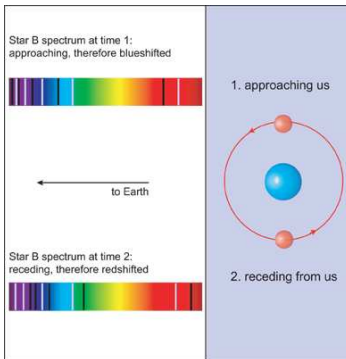 Star B spectrum at time 1:
approaching, therefore blueshifted
1. approaching us
to Earth
Star B spectrum at time 2:
receding, therefore redshifted
2. receding from us